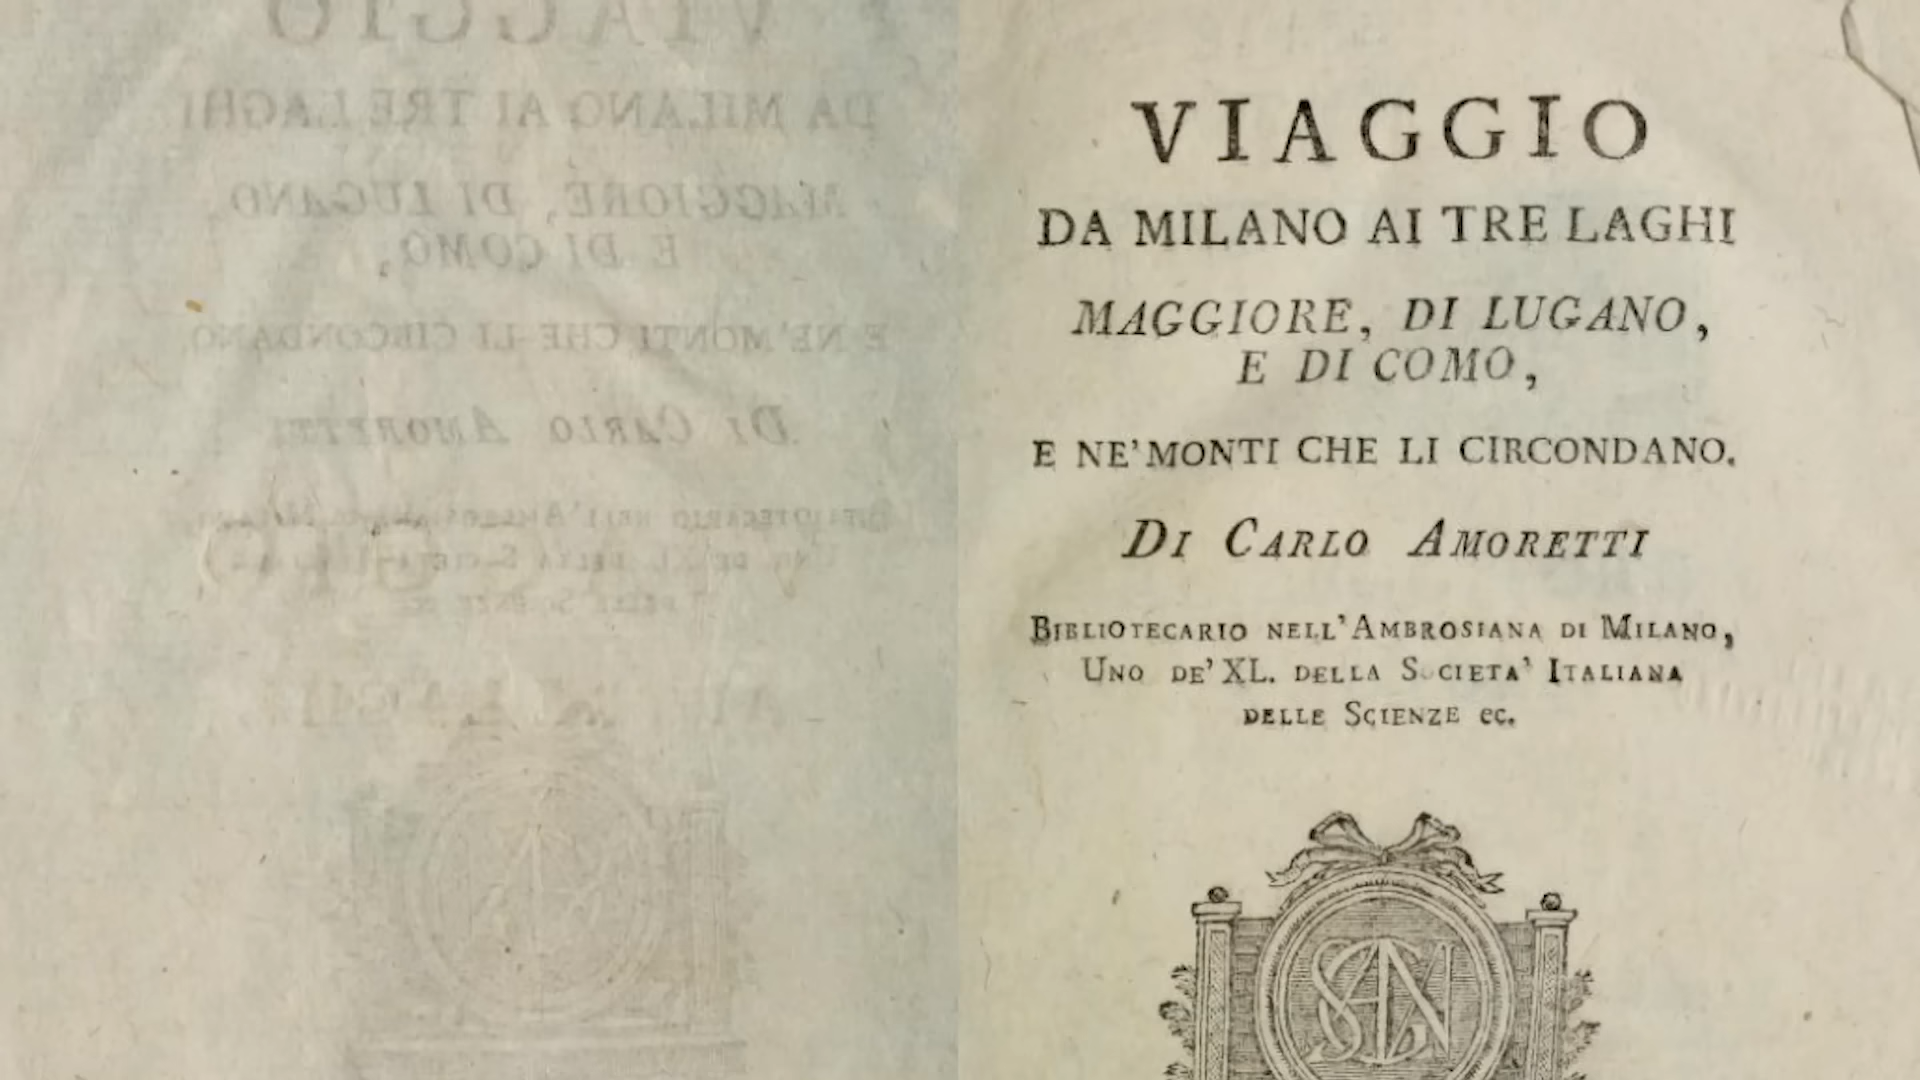 VIAGGIO
DA MILANO AI TRE LAGHI
MAGGIORE, DI LUGANO,
E DI COMO,
E NE'MONTI CHE LI CIRCONDANO.
DI CARLO AMORETTI
BIBLIOTECARIO NELL'AMBROSIANA DI MILANO,
UNO DE' XL. DELLA SOCIETA' ITALIANA
DELLE SCIENZE ec.